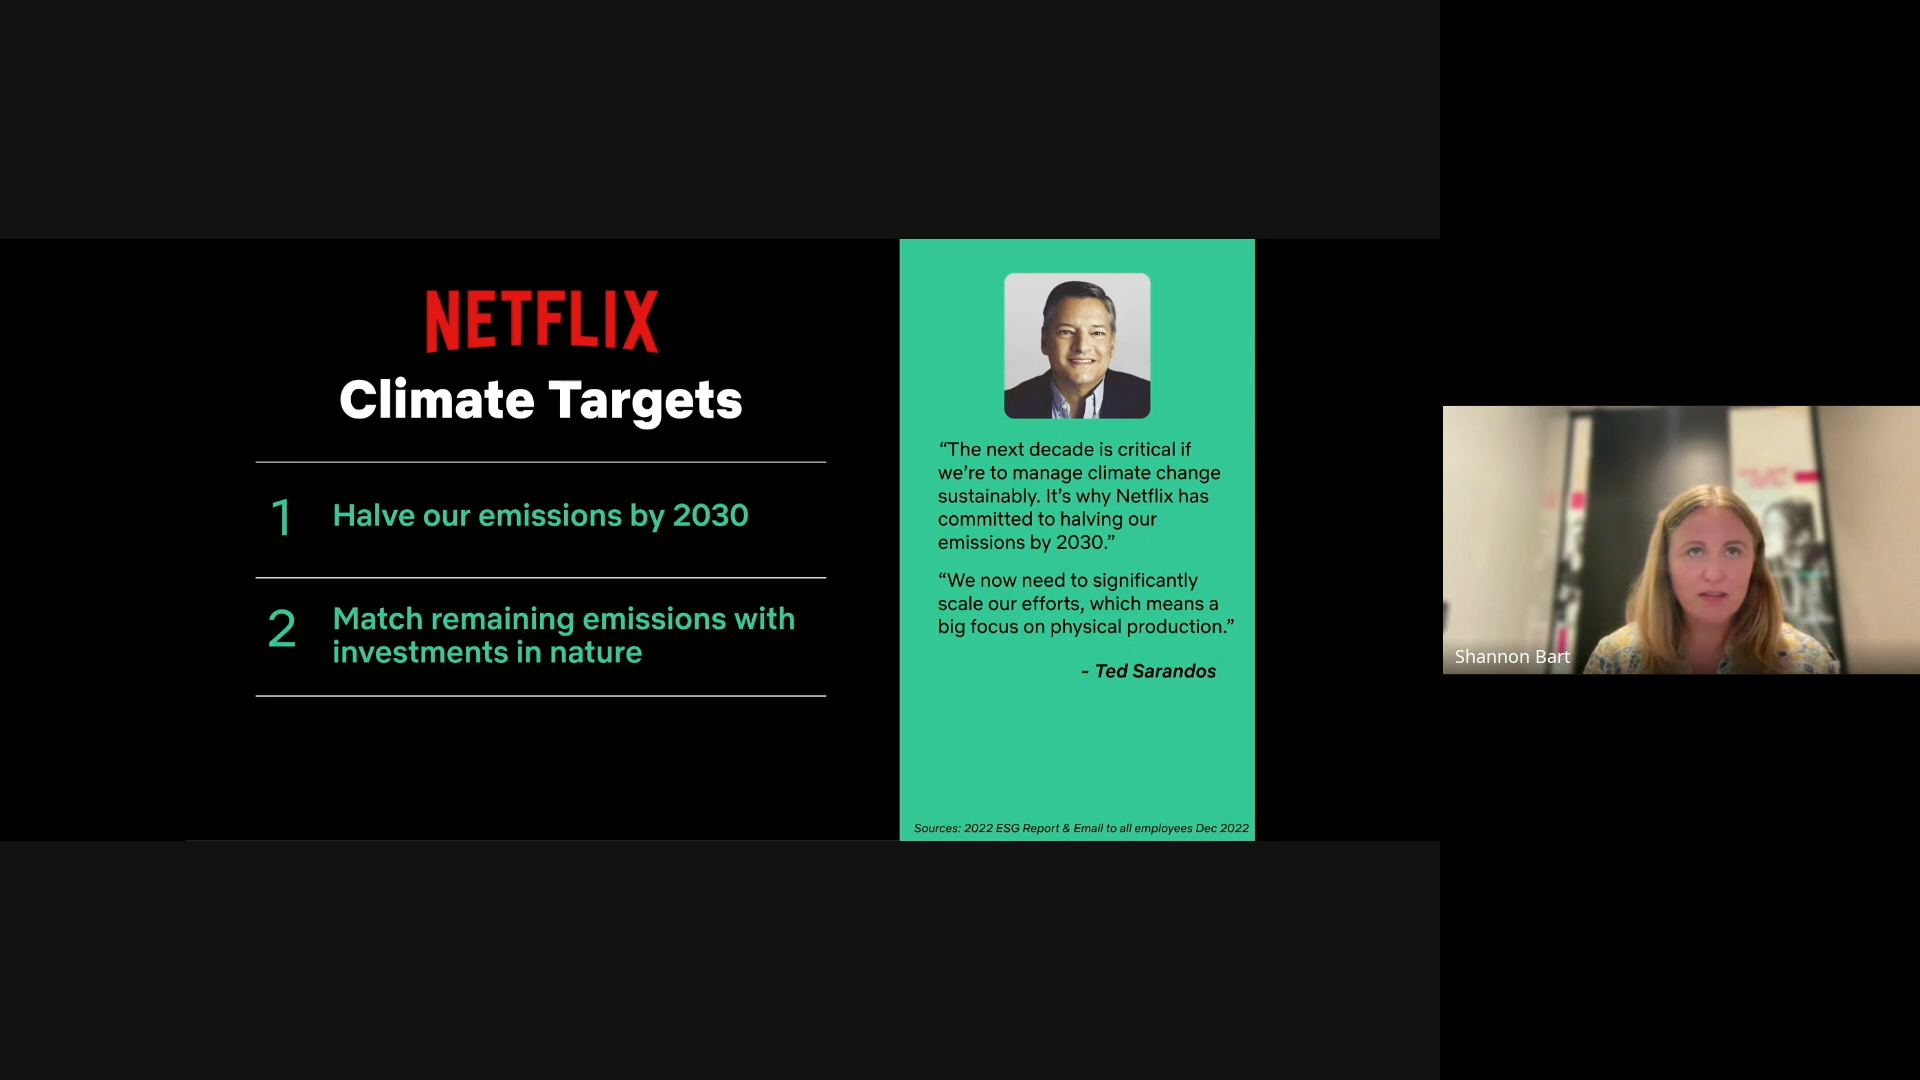 NETFLIX
Climate Targets
1 Halve our emissions by 2030
2 Match remaining emissions with
investments in nature
“The next decade is critical if
we’re to manage climate change
sustainably. It’s why Netflix has
committed to halving our
emissions by 2030.”
“We now need to significantly
scale our efforts, which means a
big focus on physical production.”
- Ted Sarandos
Sources: 2022 ESG Report & Email to all employees Dec 2022
Shannon Bart